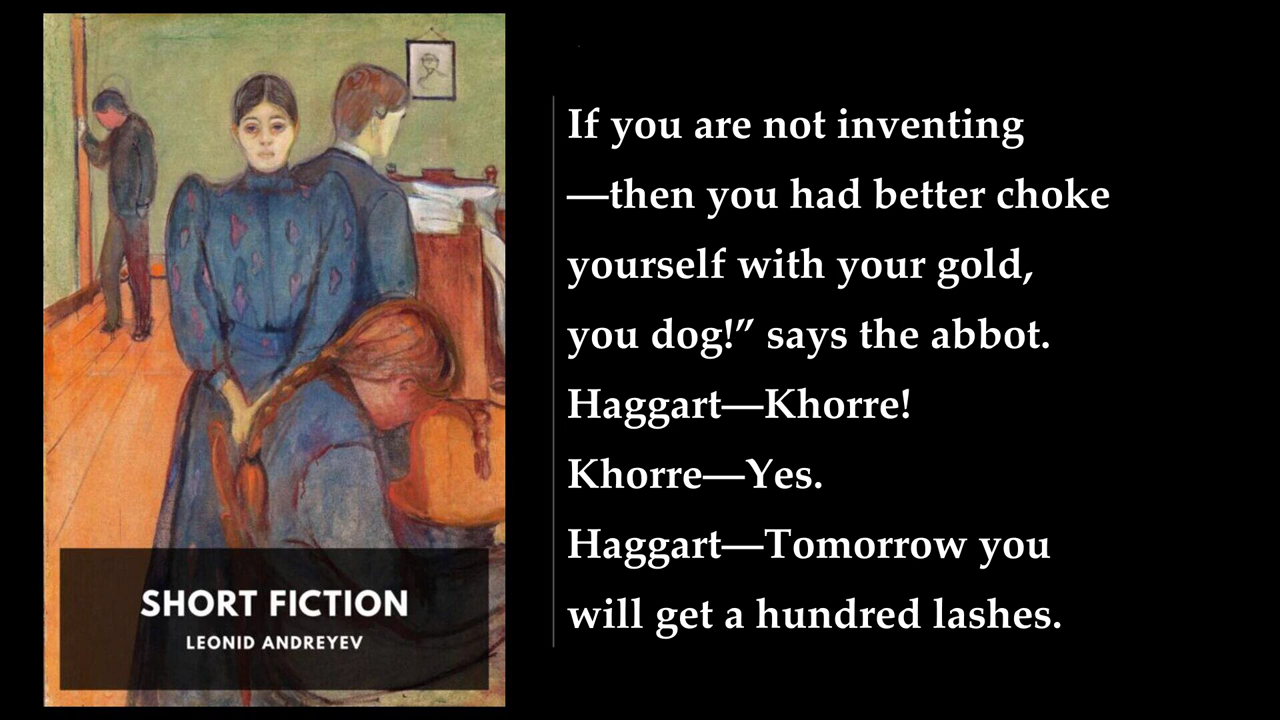 SHORT FICTION
LEONID ANDREYEV
If you are not inventing
—then you had better choke
yourself with your gold,
you dog!” says the abbot.
Haggart—Khorre!
Khorre—Yes.
Haggart—Tomorrow you
will get a hundred lashes.